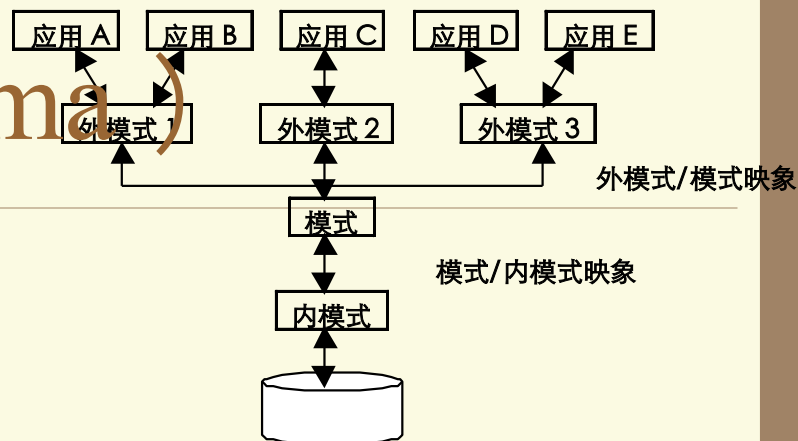 应用 A 应用 B 应用 C 应用 D 应用 E
ma )
外模式 1 外模式 2 外模式 3
外模式/模式映象
模式
模式/内模式映象
内模式